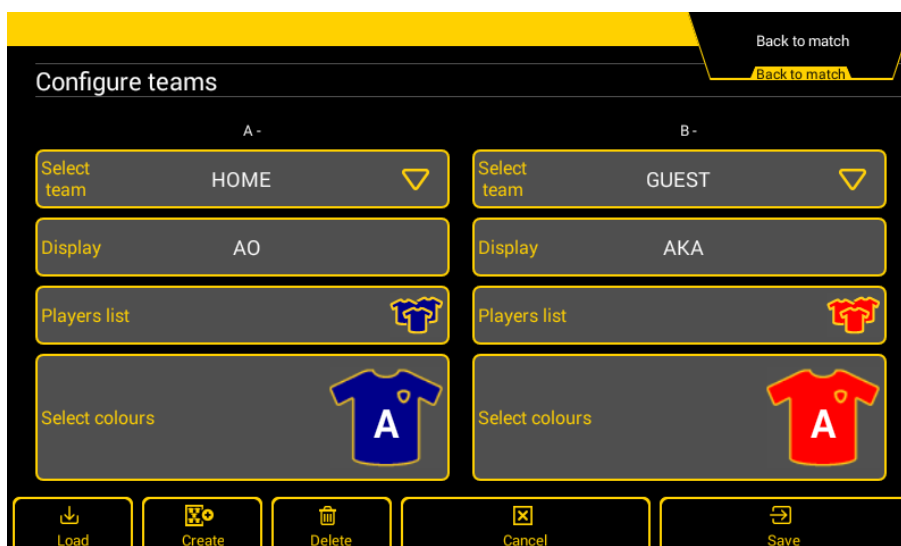 Back to match
Back to match
Configure teams
A -
B -
Select team
HOME
Select team
GUEST
Display
AO
Display
AKA
Players list
Players list
Select colours
A
Select colours
A
Load
Create
Delete
Cancel
Save